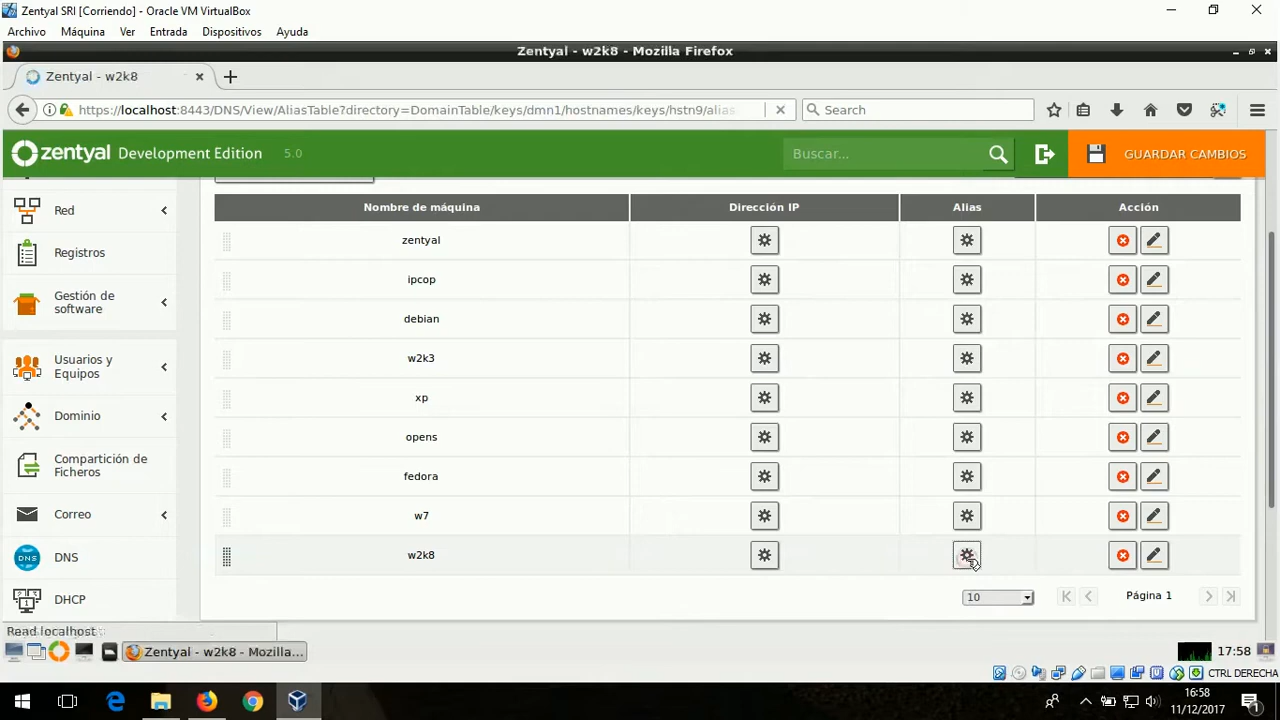 Zentyal SRI [Corriendo] - Oracle VM VirtualBox
Archivo Máquina Ver Entrada Dispositivos Ayuda
Zentyal - w2k8 - Mozilla Firefox
Zentyal - w2k8
https://localhost:8443/DNS/View/AliasTable?directory=DomainTable/keys/dmn1/hostnames/keys/hstn9/alias
Search
zentyal Development Edition 5.0
Buscar...
GUARDAR CAMBIOS
Red
Registros
Gestión de
software
Usuarios y
Equipos
Dominio
Compartición de
Ficheros
Correo
DNS
DHCP
Nombre de máquina Dirección IP Alias Acción
zentyal
ipcop
debian
w2k3
xp
opens
fedora
w7
w2k8
10 Página 1
Read localhost
Zentyal - w2k8 - Mozilla...
17:58
CTRL DERECHA
16:58
11/12/2017